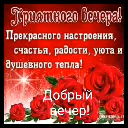 Приятного вечера!
Прекрасного настроения,
счастья, радости, уюта и
душевного тепла!
Добрый
вечер!